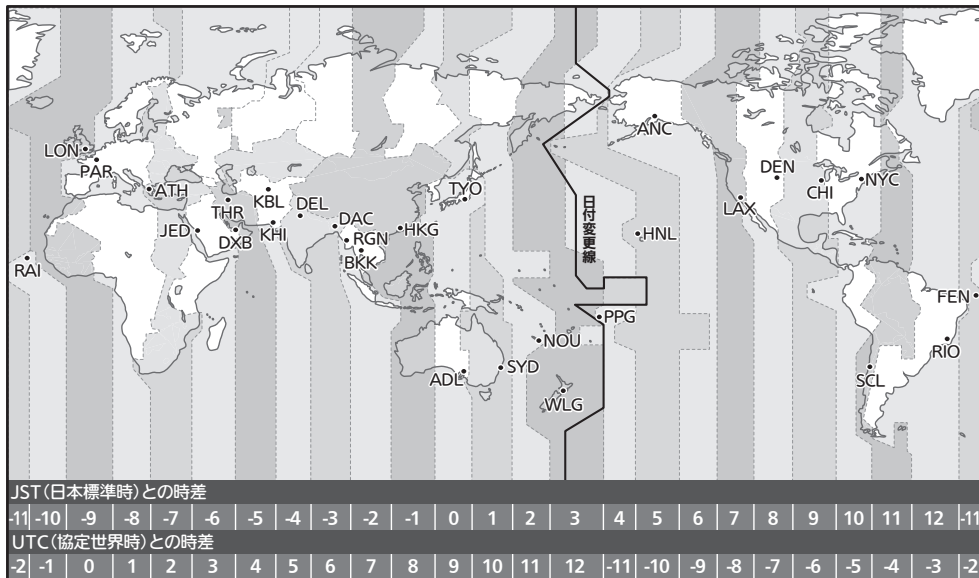 ANC
LON
PAR
DEN
NYC
ATH
KBL
TYO
CHI
THR
DEL
LAX
DAC
JED
DXB
KHI
RGN
HKG
日付変更線
HNL
BKK
RAI
FEN
PPG
NOU
RIO
ADL
SYD
SCL
WLG
JST（日本標準時）との時差
-11 -10 -9 -8 -7 -6 -5 -4 -3 -2 -1 0 1 2 3 4 5 6 7 8 9 10 11 12 -11
UTC（協定世界時）との時差
-2 -1 0 1 2 3 4 5 6 7 8 9 10 11 12 -11 -10 -9 -8 -7 -6 -5 -4 -3 -2